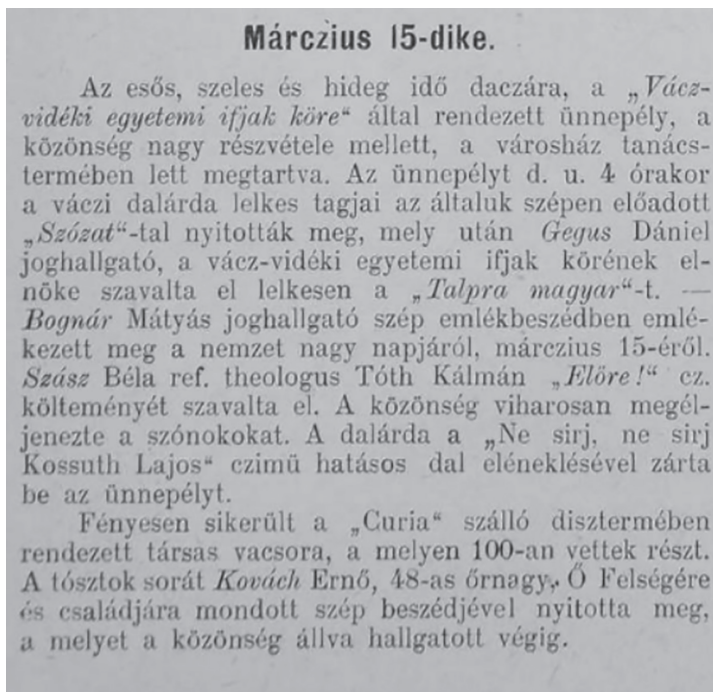 Márczius 15-dike.
Az esős, szeles és hideg idő daczára, a „Vácz-
vidéki egyetemi ifjak köre“ által rendezett ünnepély, a
közönség nagy részvétele mellett, a városház tanács-
termében lett megtartva. Az ünnepélyt d. u. 4 órakor
a váczi dalárda lelkes tagjai az általuk szépen előadott
„Szózat“-tal nyitották meg, mely után Gegus Dániel
joghallgató, a vácz-vidéki egyetemi ifjak körének el-
nöke szavalta el lelkesen a „Talpra magyar“-t. —
Bognár Mátyás joghallgató szép emlékbeszédben emlé-
kezett meg a nemzet nagy napjáról, márczius 15-éről.
Szász Béla ref. theologus Tóth Kálmán „Előre!“ cz.
költeményét szavalta el. A közönség viharosan megél-
jenezte a szónokokat. A dalárda a „Ne sirj, ne sirj
Kossuth Lajos“ czimü hatásos dal eléneklésével zárta
be az ünnepélyt.
Fényesen sikerült a „Curia“ szálló disztermében
rendezett társas vacsora, a melyen 100-an vettek részt.
A tósztok sorát Kovách Ernő, 48-as őrnagy, Ő Felségére
és családjára mondott szép beszédjével nyitotta meg,
a melyet a közönség állva hallgatott végig.